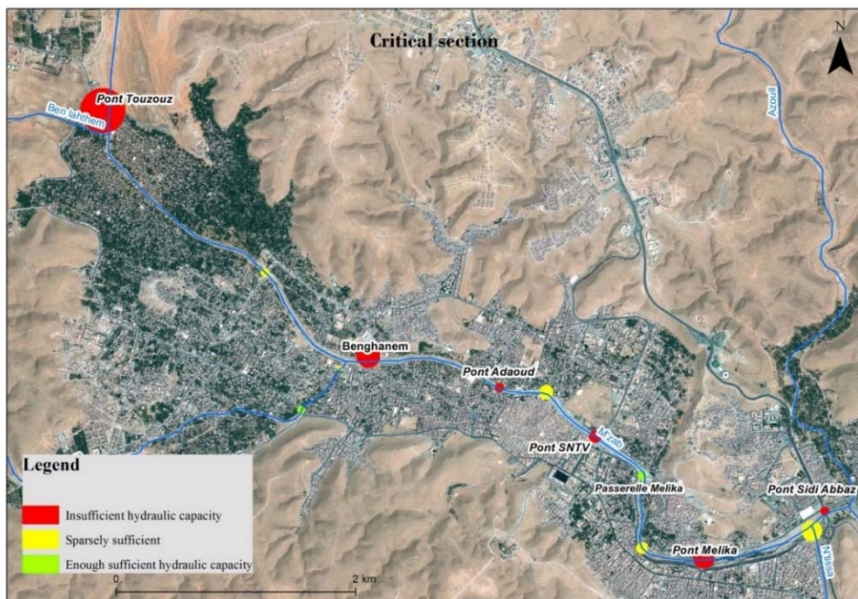 Critical section
N
Pont Touzouz
Ben lahthem
Azouil
Benghanem
Pont Adaoud
M'Zab
Pont SNTV
Passerelle Melika
Pont Sidi Abbaz
Pont Melika
N'tissa
Legend
Insufficient hydraulic capacity
Sparsely sufficient
Enough sufficient hydraulic capacity
0
2 km